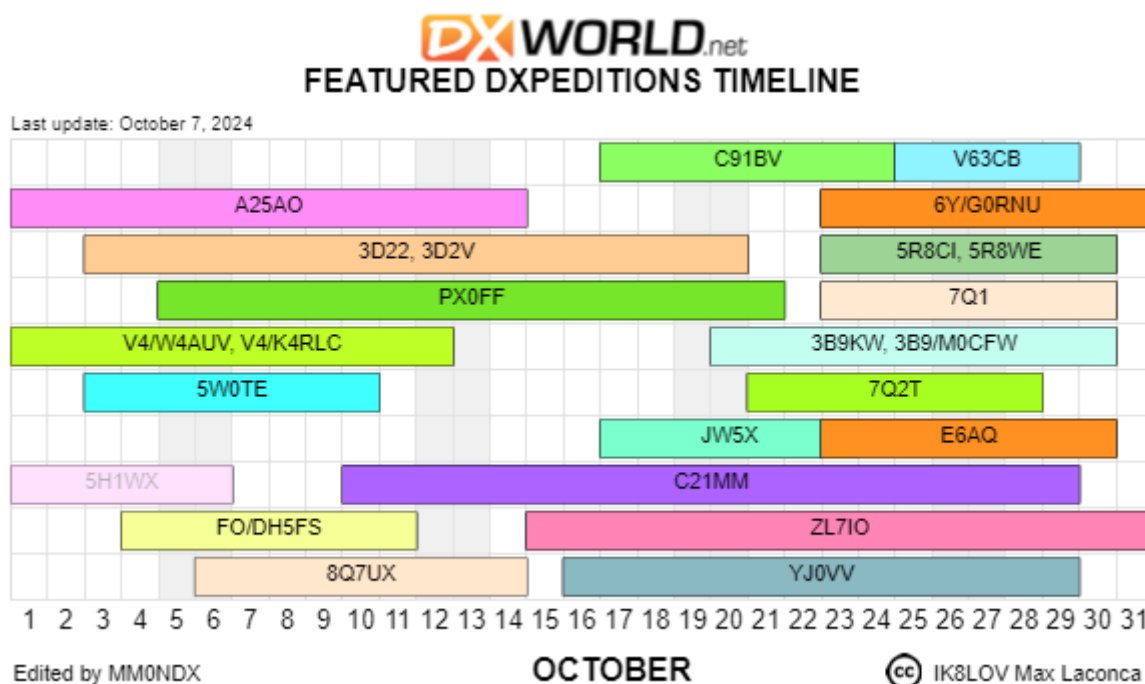 DX WORLD.net
FEATURED DXPEDITIONS TIMELINE
Last update: October 7, 2024
C91BV V63CB
A25AO 6Y/G0RNU
3D22, 3D2V 5R8CI, 5R8WE
PX0FF 7Q1
V4/W4AUV, V4/K4RLC 3B9KW, 3B9/M0CFW
5W0TE 7Q2T
JW5X E6AQ
5H1WX C21MM
FO/DH5FS ZL7IO
8Q7UX YJ0VV
1 2 3 4 5 6 7 8 9 10 11 12 13 14 15 16 17 18 19 20 21 22 23 24 25 26 27 28 29 30 31
Edited by MM0NDX OCTOBER cc IK8LOV Max Laconca